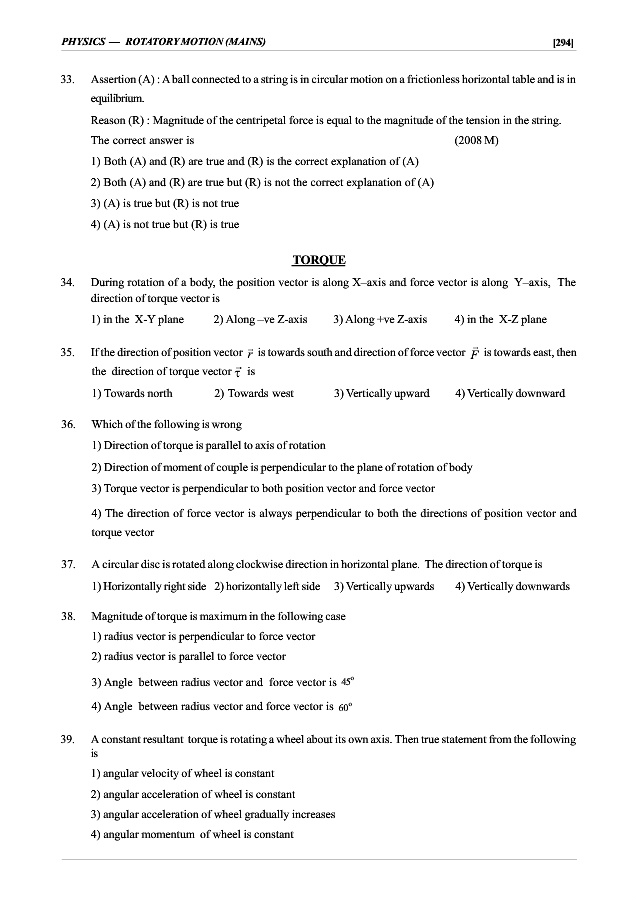 PHYSICS — ROTATORY MOTION (MAINS) [294]
33. Assertion (A) : A ball connected to a string is in circular motion on a frictionless horizontal table and is in
equilibrium.
Reason (R) : Magnitude of the centripetal force is equal to the magnitude of the tension in the string.
The correct answer is (2008 M)
1) Both (A) and (R) are true and (R) is the correct explanation of (A)
2) Both (A) and (R) are true but (R) is not the correct explanation of (A)
3) (A) is true but (R) is not true
4) (A) is not true but (R) is true
TORQUE
34. During rotation of a body, the position vector is along X–axis and force vector is along Y–axis, The
direction of torque vector is
1) in the X-Y plane 2) Along –ve Z-axis 3) Along +ve Z-axis 4) in the X-Z plane
35. If the direction of position vector r⃗ is towards south and direction of force vector F⃗ is towards east, then
the direction of torque vector τ⃗ is
1) Towards north 2) Towards west 3) Vertically upward 4) Vertically downward
36. Which of the following is wrong
1) Direction of torque is parallel to axis of rotation
2) Direction of moment of couple is perpendicular to the plane of rotation of body
3) Torque vector is perpendicular to both position vector and force vector
4) The direction of force vector is always perpendicular to both the directions of position vector and
torque vector
37. A circular disc is rotated along clockwise direction in horizontal plane. The direction of torque is
1) Horizontally right side 2) horizontally left side 3) Vertically upwards 4) Vertically downwards
38. Magnitude of torque is maximum in the following case
1) radius vector is perpendicular to force vector
2) radius vector is parallel to force vector
3) Angle between radius vector and force vector is 45°
4) Angle between radius vector and force vector is 60°
39. A constant resultant torque is rotating a wheel about its own axis. Then true statement from the following
is
1) angular velocity of wheel is constant
2) angular acceleration of wheel is constant
3) angular acceleration of wheel gradually increases
4) angular momentum of wheel is constant